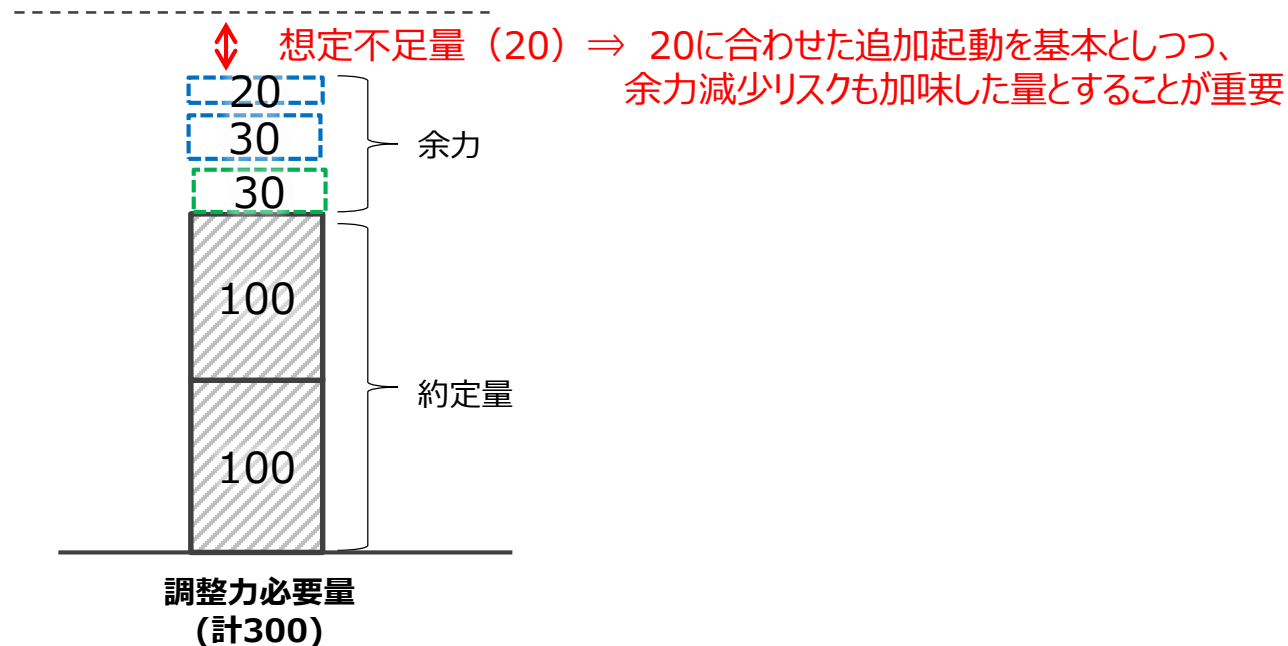 想定不足量（20）⇒ 20に合わせた追加起動を基本としつつ、
余力減少リスクも加味した量とすることが重要
20
30
余力
30
100
約定量
100
調整力必要量
(計300)